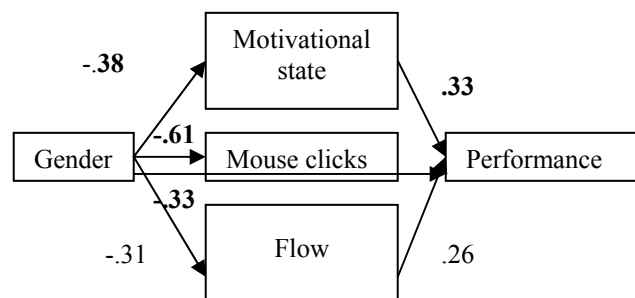 Motivational
state
-.38
.33
-.61
Gender
Mouse clicks
Performance
-.33
Flow
-.31
.26